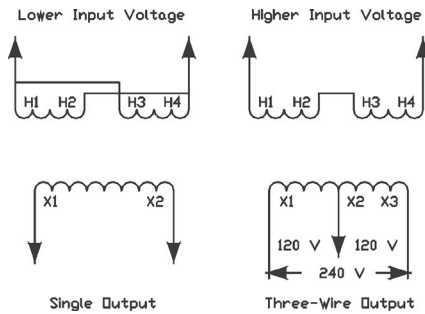 Lower Input Voltage
Higher Input Voltage
H1 H2 H3 H4
H1 H2 H3 H4
X1 X2
X1 X2 X3
120 V 120 V
240 V
Single Output
Three-Wire Output